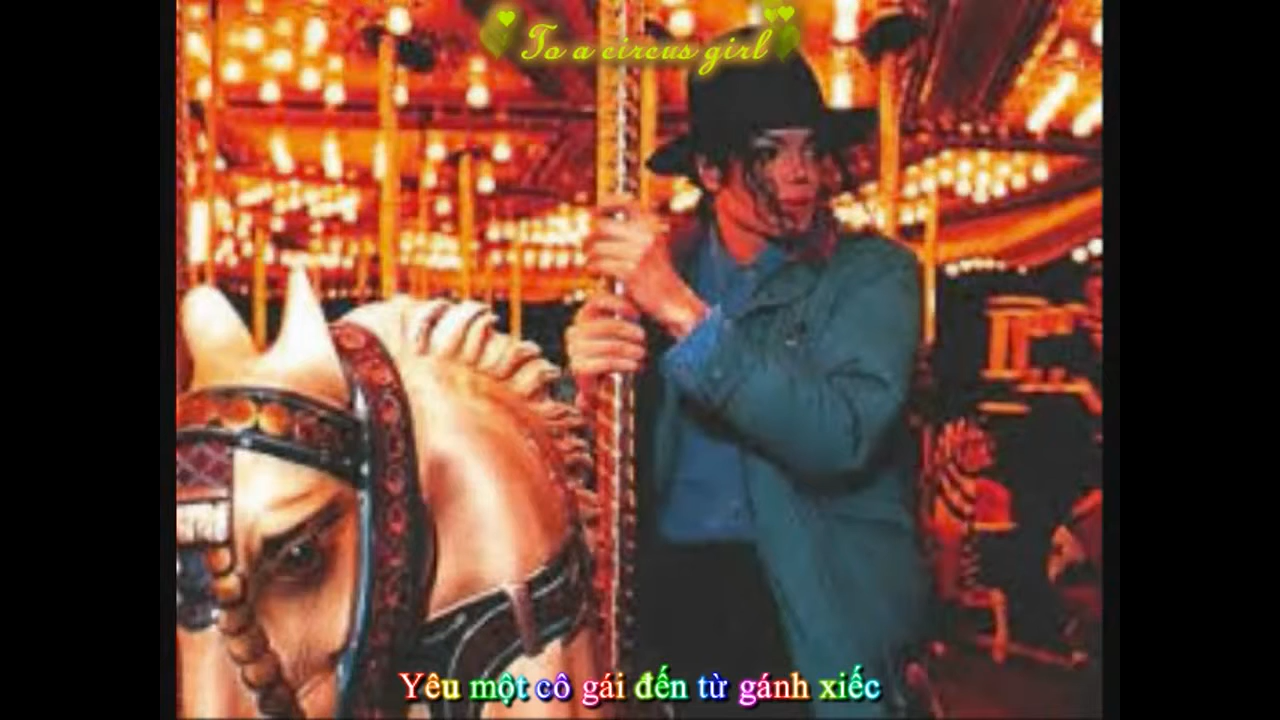 To a circus girl
Yêu một cô gái đến từ gánh xiếc